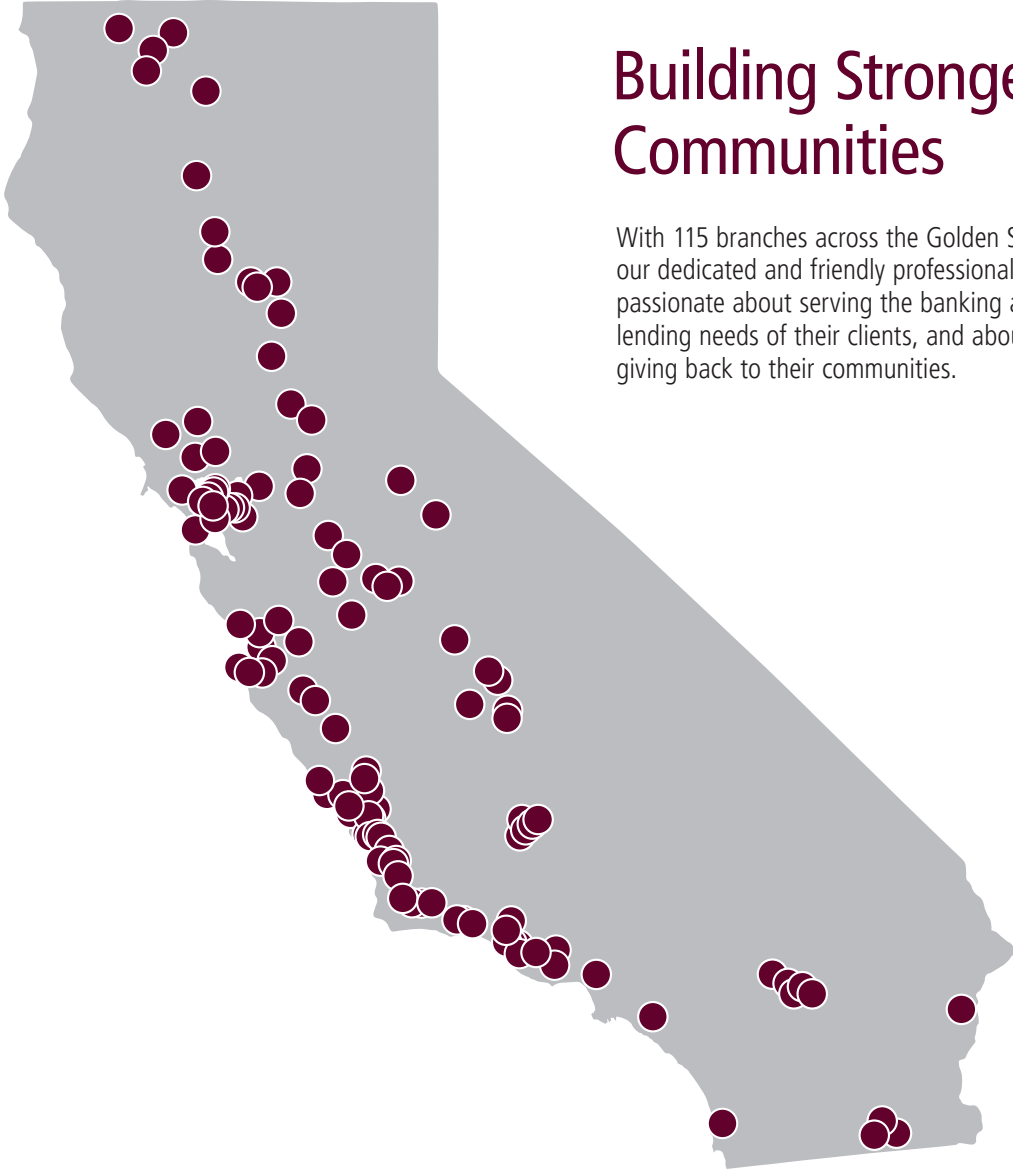 Building Stronge
Communities
With 115 branches across the Golden S
our dedicated and friendly professional
passionate about serving the banking a
lending needs of their clients, and abou
giving back to their communities.